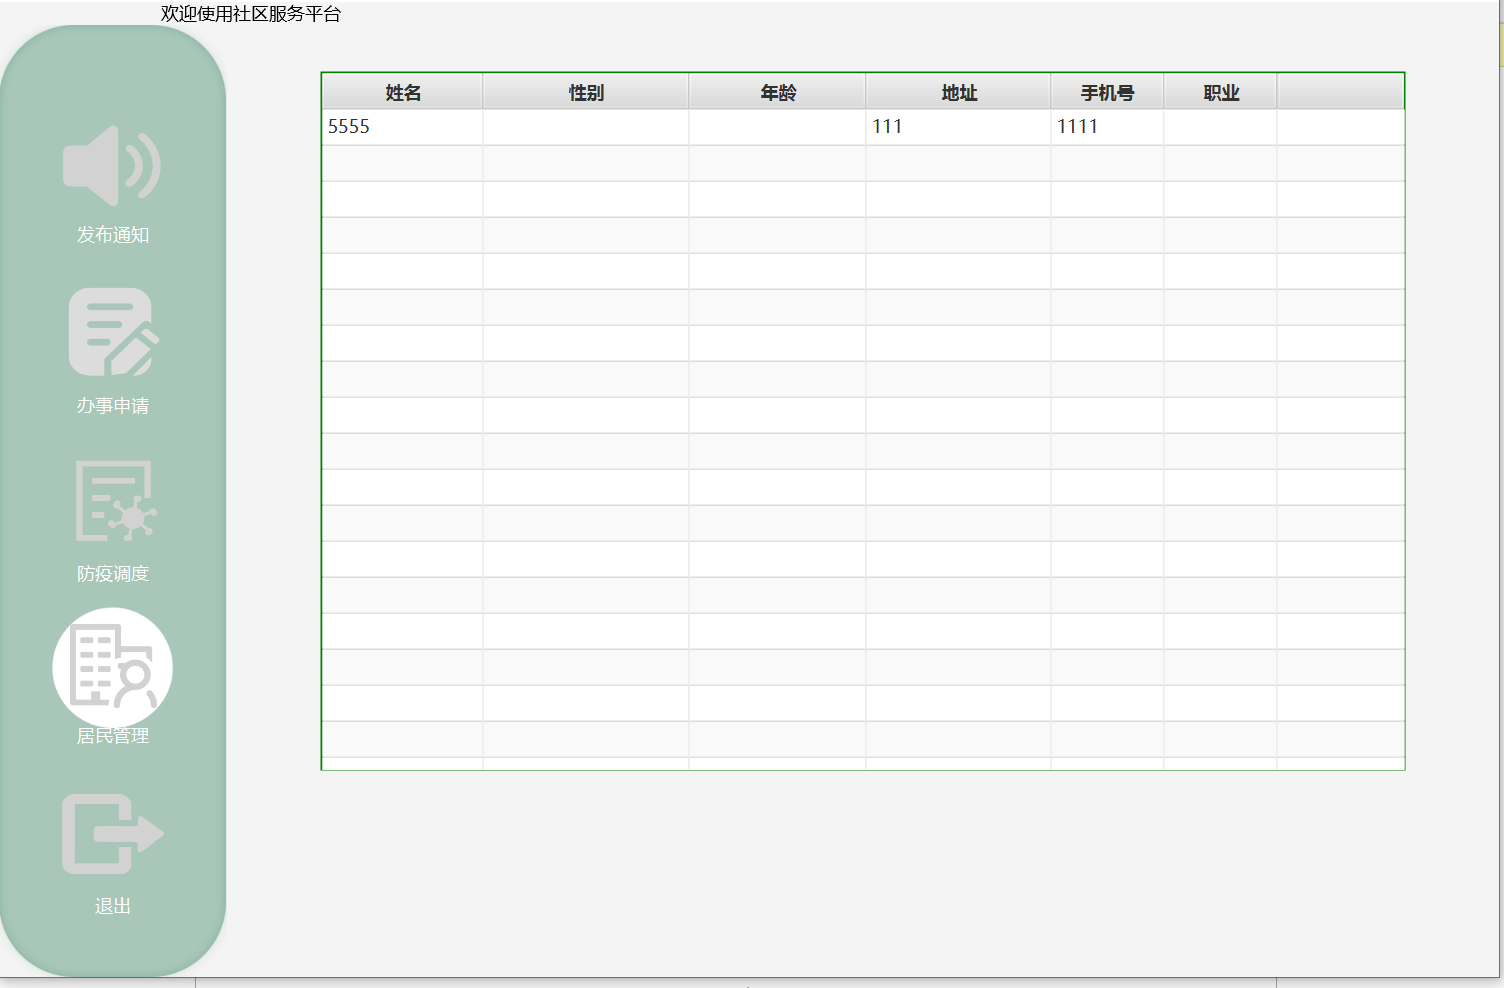 欢迎使用社区服务平台
姓名 性别 年龄 地址 手机号 职业
5555 111 1111
发布通知
办事申请
防疫调度
居民管理
退出